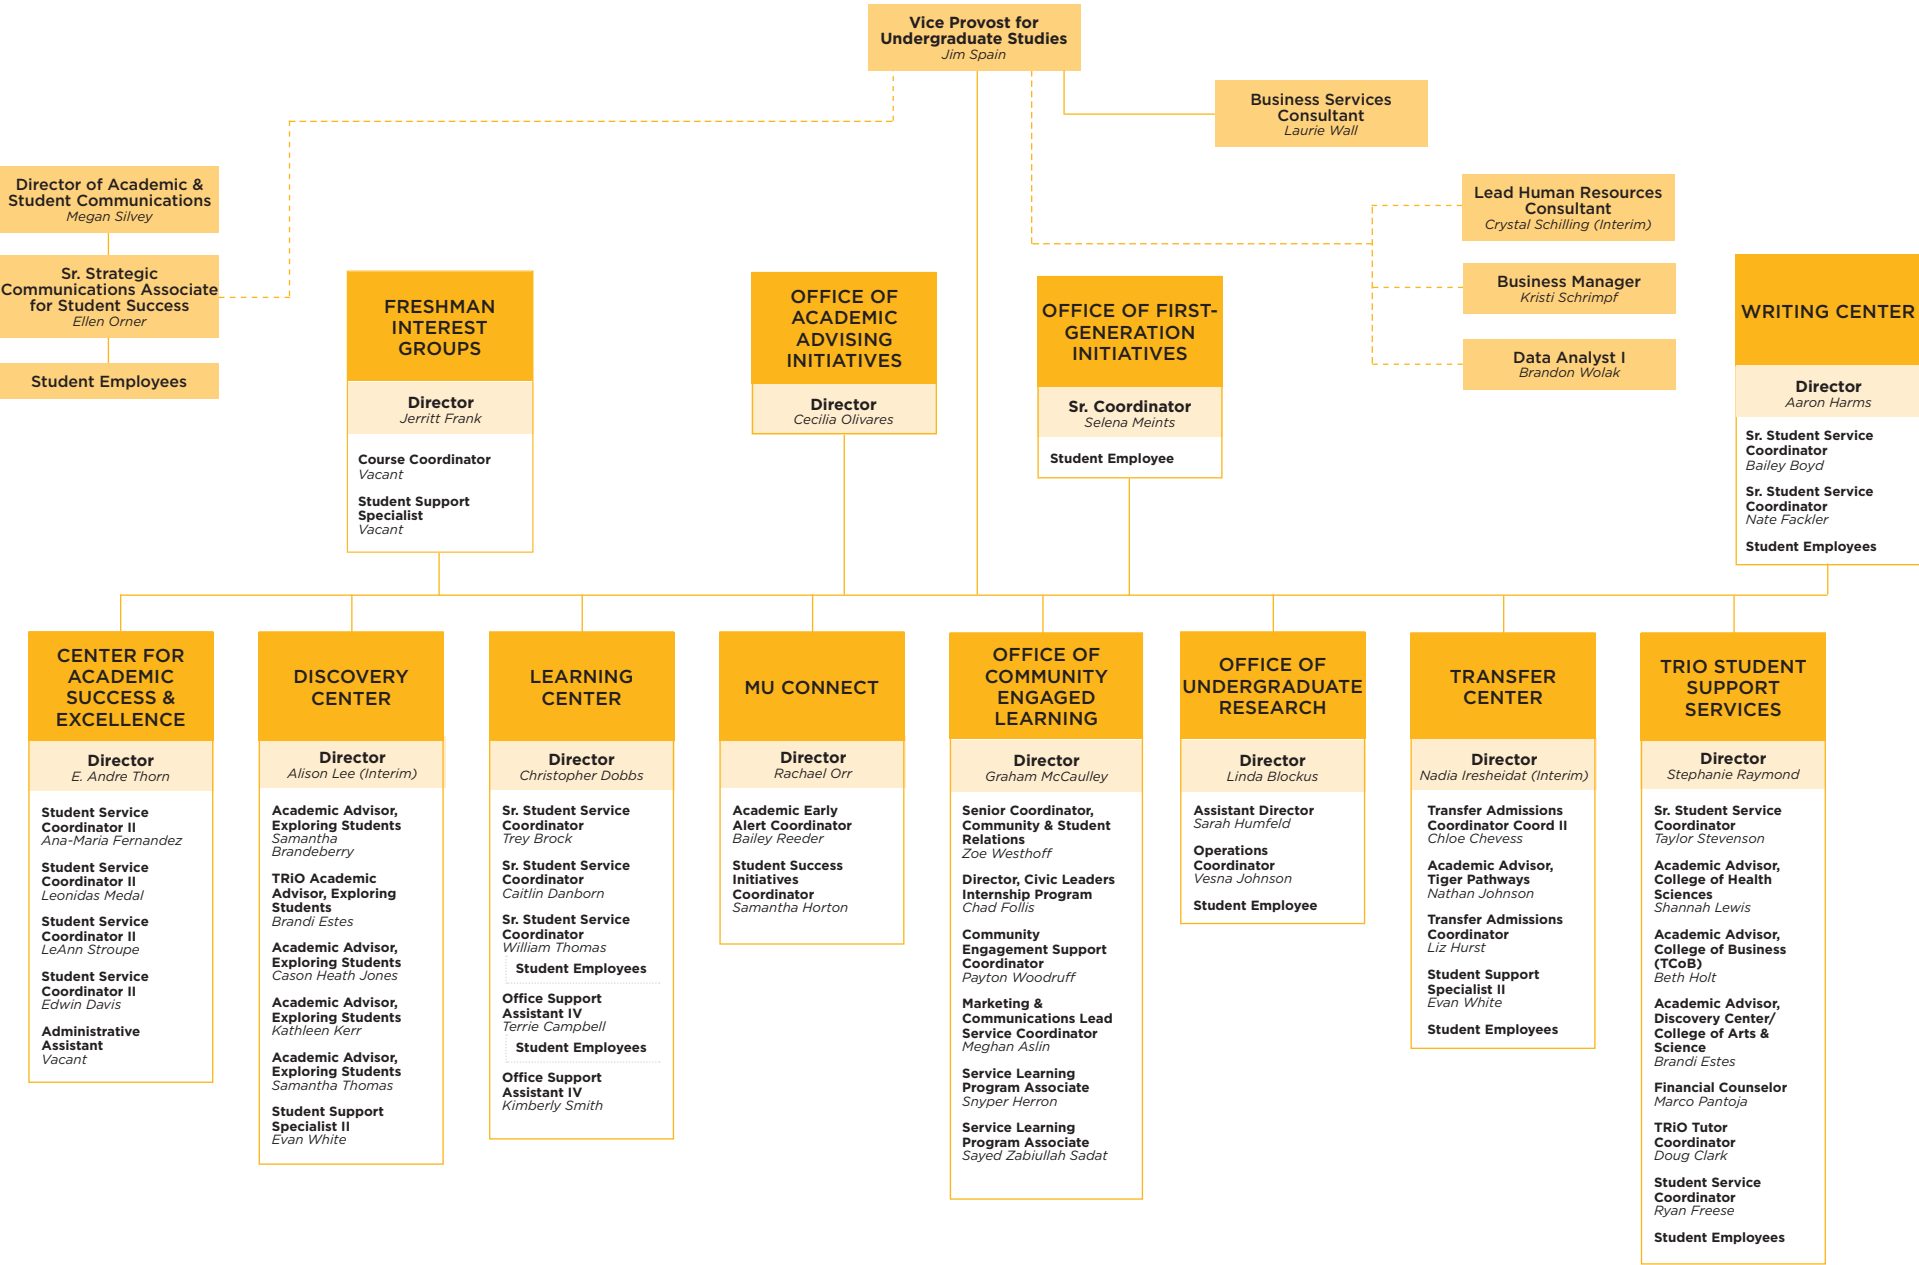 Vice Provost for
Undergraduate Studies
Jim Spain
Business Services
Consultant
Laurie Wall
Director of Academic &
Student Communications
Megan Silvey
Sr. Strategic
Communications Associate
for Student Success
Ellen Orner
Student Employees
Lead Human Resources
Consultant
Crystal Schilling (Interim)
Business Manager
Kristi Schrimpf
Data Analyst I
Brandon Wolak
FRESHMAN
INTEREST
GROUPS
Director
Jerritt Frank
Course Coordinator
Vacant
Student Support
Specialist
Vacant
OFFICE OF
ACADEMIC
ADVISING
INITIATIVES
Director
Cecilia Olivares
OFFICE OF FIRST-
GENERATION
INITIATIVES
Sr. Coordinator
Selena Meints
Student Employee
WRITING CENTER
Director
Aaron Harms
Sr. Student Service
Coordinator
Bailey Boyd
Sr. Student Service
Coordinator
Nate Fackler
Student Employees
CENTER FOR
ACADEMIC
SUCCESS &
EXCELLENCE
Director
E. Andre Thorn
Student Service
Coordinator II
Ana-Maria Fernandez
Student Service
Coordinator II
Leonidas Medal
Student Service
Coordinator II
LeAnn Stroupe
Student Service
Coordinator II
Edwin Davis
Administrative
Assistant
Vacant
DISCOVERY
CENTER
Director
Alison Lee (Interim)
Academic Advisor,
Exploring Students
Samantha
Brandeberry
TRiO Academic
Advisor, Exploring
Students
Brandi Estes
Academic Advisor,
Exploring Students
Cason Heath Jones
Academic Advisor,
Exploring Students
Kathleen Kerr
Academic Advisor,
Exploring Students
Samantha Thomas
Student Support
Specialist II
Evan White
LEARNING
CENTER
Director
Christopher Dobbs
Sr. Student Service
Coordinator
Trey Brock
Sr. Student Service
Coordinator
Caitlin Danborn
Sr. Student Service
Coordinator
William Thomas
Student Employees
Office Support
Assistant IV
Terrie Campbell
Student Employees
Office Support
Assistant IV
Kimberly Smith
MU CONNECT
Director
Rachael Orr
Academic Early
Alert Coordinator
Bailey Reeder
Student Success
Initiatives
Coordinator
Samantha Horton
OFFICE OF
COMMUNITY
ENGAGED
LEARNING
Director
Graham McCaulley
Senior Coordinator,
Community & Student
Relations
Zoe Westhoff
Director, Civic Leaders
Internship Program
Chad Follis
Community
Engagement Support
Coordinator
Payton Woodruff
Marketing &
Communications Lead
Service Coordinator
Meghan Aslin
Service Learning
Program Associate
Snyper Herron
Service Learning
Program Associate
Sayed Zabiullah Sadat
OFFICE OF
UNDERGRADUATE
RESEARCH
Director
Linda Blockus
Assistant Director
Sarah Humfeld
Operations
Coordinator
Vesna Johnson
Student Employee
TRANSFER
CENTER
Director
Nadia Iresheidat (Interim)
Transfer Admissions
Coordinator Coord II
Chloe Chevess
Academic Advisor,
Tiger Pathways
Nathan Johnson
Transfer Admissions
Coordinator
Liz Hurst
Student Support
Specialist II
Evan White
Student Employees
TRIO STUDENT
SUPPORT
SERVICES
Director
Stephanie Raymond
Sr. Student Service
Coordinator
Taylor Stevenson
Academic Advisor,
College of Health
Sciences
Shannah Lewis
Academic Advisor,
College of Business
(TCoB)
Beth Holt
Academic Advisor,
Discovery Center/
College of Arts &
Science
Brandi Estes
Financial Counselor
Marco Pantoja
TRiO Tutor
Coordinator
Doug Clark
Student Service
Coordinator
Ryan Freese
Student Employees